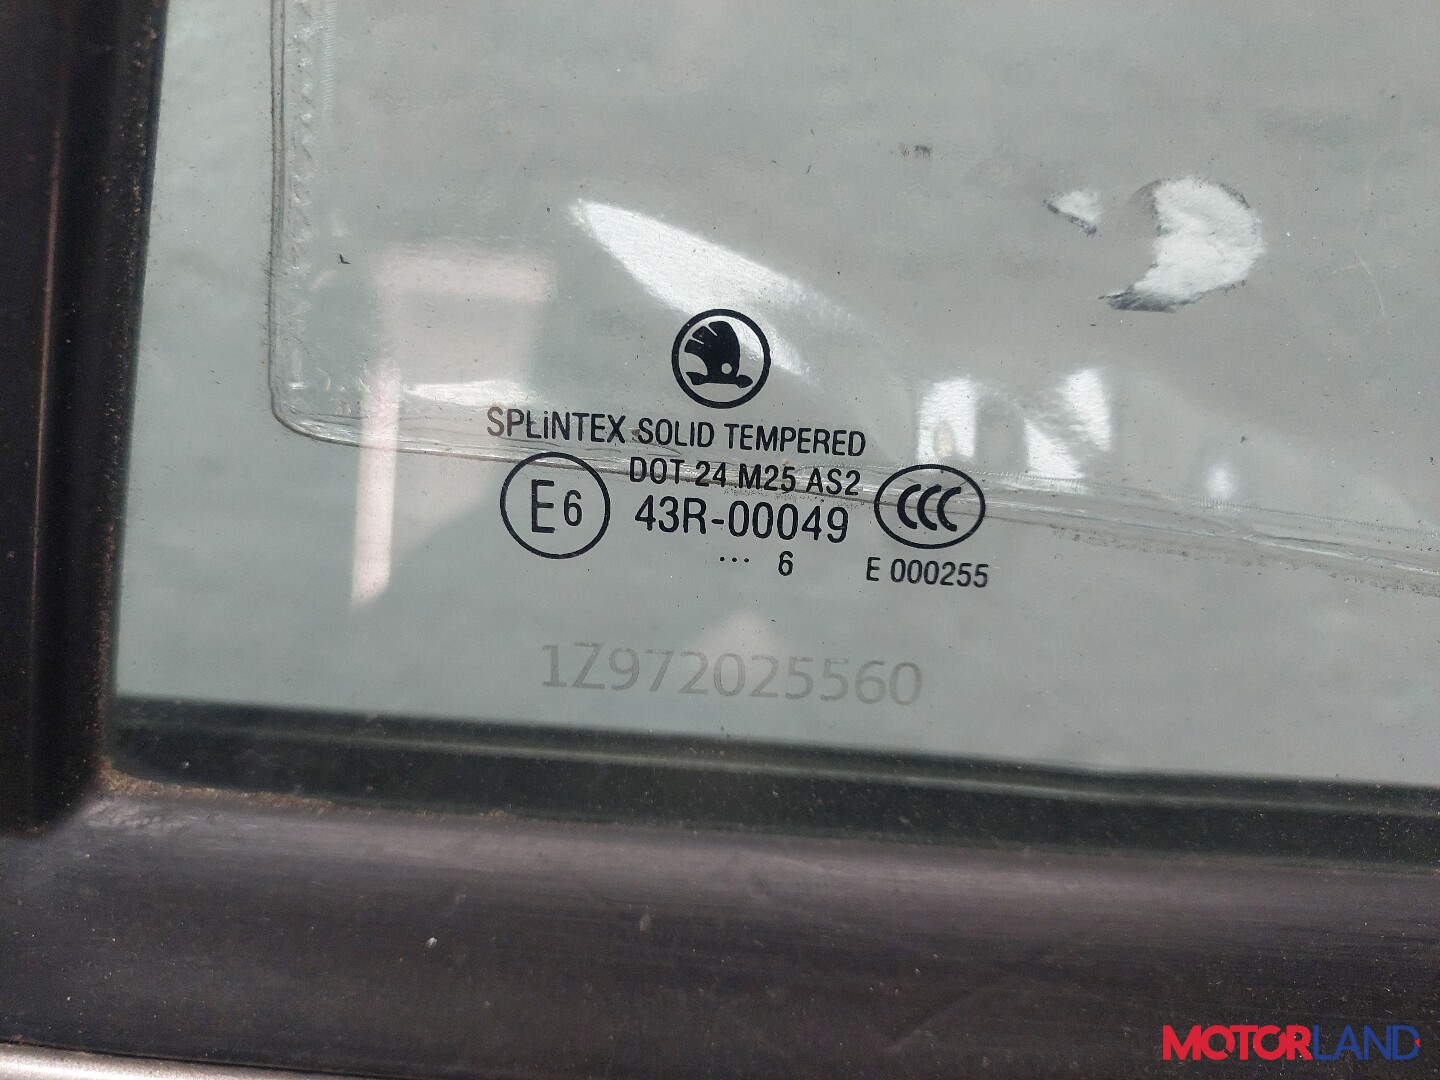 SPLiNTEX SOLID TEMPERED
DOT 24 M25 AS2
E6 43R-00049 CCC
... 6 E 000255
1Z972025560
MOTORLAND